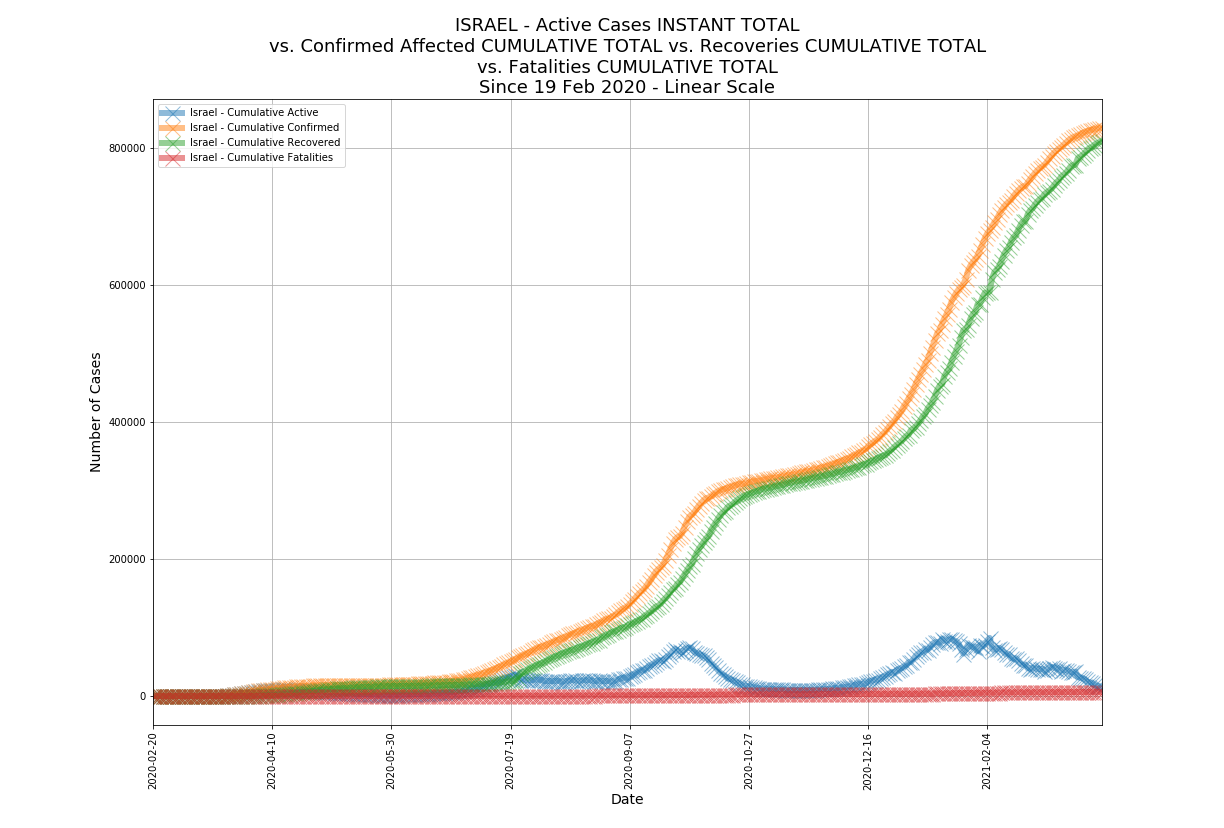 ISRAEL - Active Cases INSTANT TOTAL
vs. Confirmed Affected CUMULATIVE TOTAL vs. Recoveries CUMULATIVE TOTAL
vs. Fatalities CUMULATIVE TOTAL
Since 19 Feb 2020 - Linear Scale
Israel - Cumulative Active
Israel - Cumulative Confirmed
Israel - Cumulative Recovered
Israel - Cumulative Fatalities
Number of Cases
800000
600000
400000
200000
0
2020-02-20
2020-04-10
2020-05-30
2020-07-19
2020-09-07
2020-10-27
2020-12-16
2021-02-04
Date